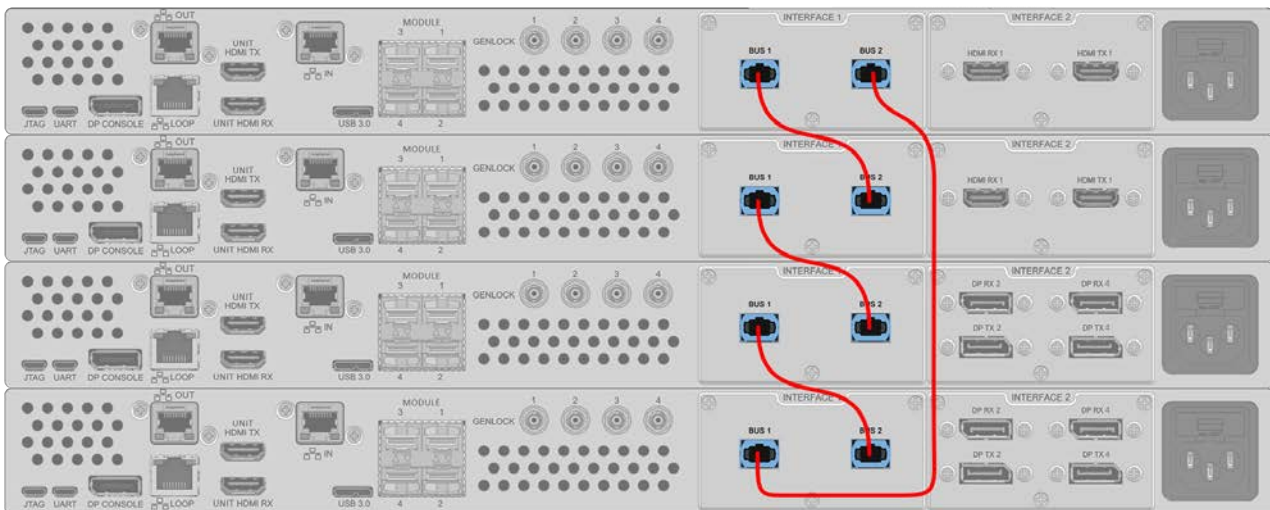 OUT
UNIT
HDMI TX
IN
MODULE
3 1
GENLOCK 1 2 3 4
INTERFACE 1
BUS 1 BUS 2
INTERFACE 2
HDMI RX 1 HDMI TX 1
JTAG UART DP CONSOLE LOOP UNIT HDMI RX USB 3.0 4 2
OUT
UNIT
HDMI TX
IN
MODULE
3 1
GENLOCK 1 2 3 4
INTERFACE
BUS 1 BUS 2
INTERFACE 2
HDMI RX 1 HDMI TX 1
JTAG UART DP CONSOLE LOOP UNIT HDMI RX USB 3.0 4 2
OUT
UNIT
HDMI TX
IN
MODULE
3 1
GENLOCK 1 2 3 4
INTERFACE
BUS 1 BUS 2
INTERFACE 2
DP RX 2 DP RX 4
DP TX 2 DP TX 4
JTAG UART DP CONSOLE LOOP UNIT HDMI RX USB 3.0 4 2
OUT
UNIT
HDMI TX
IN
MODULE
3 1
GENLOCK 1 2 3 4
INTERFACE
BUS 1 BUS 2
INTERFACE 2
DP RX 2 DP RX 4
DP TX 2 DP TX 4
JTAG UART DP CONSOLE LOOP UNIT HDMI RX USB 3.0 4 2